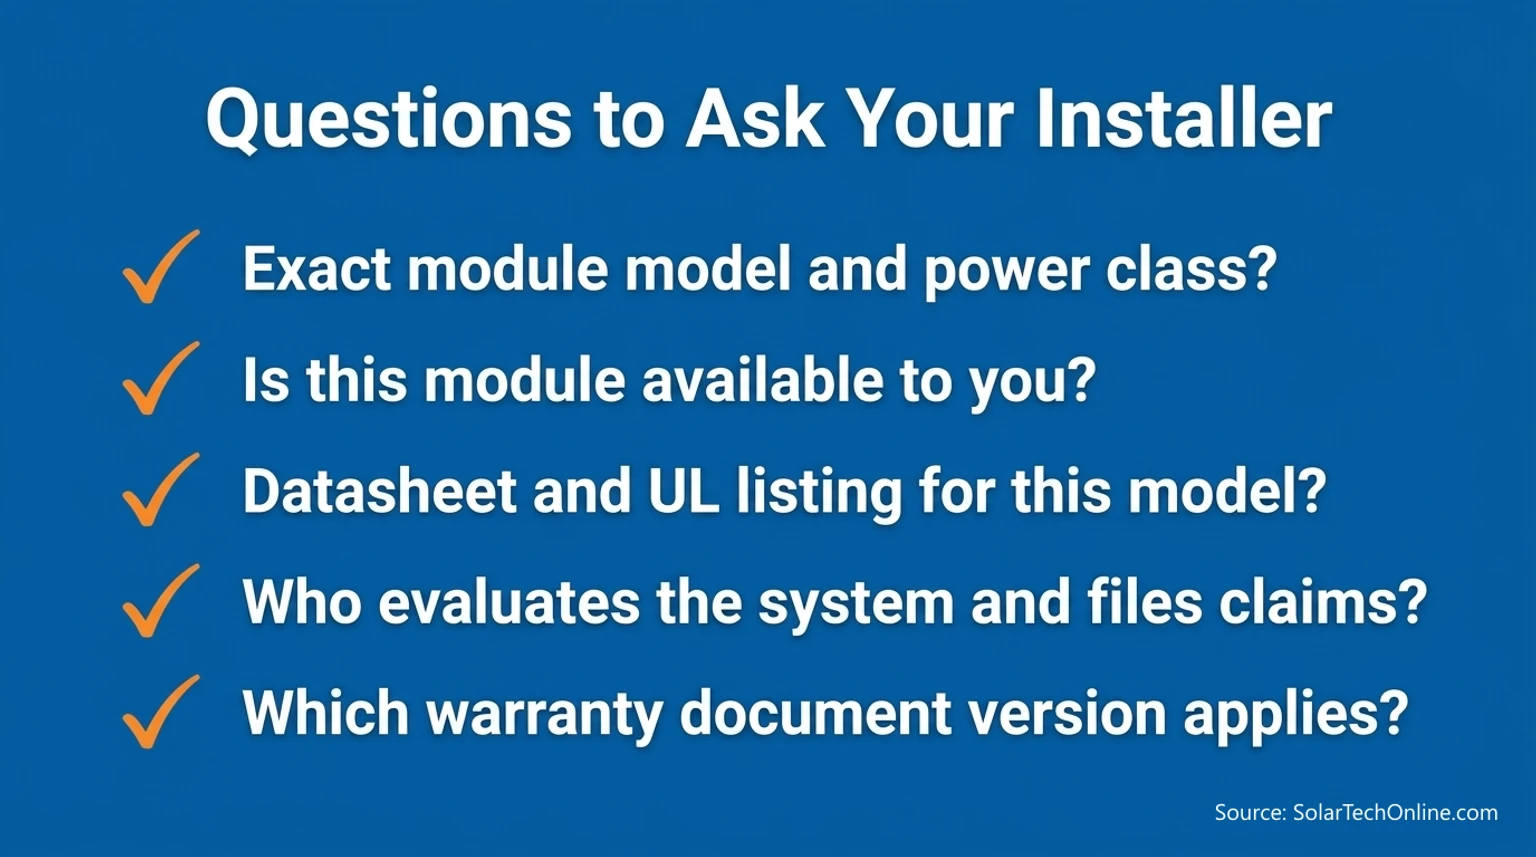 Questions to Ask Your Installer
Exact module model and power class?
Is this module available to you?
Datasheet and UL listing for this model?
Who evaluates the system and files claims?
Which warranty document version applies?
Source: SolarTechOnline.com